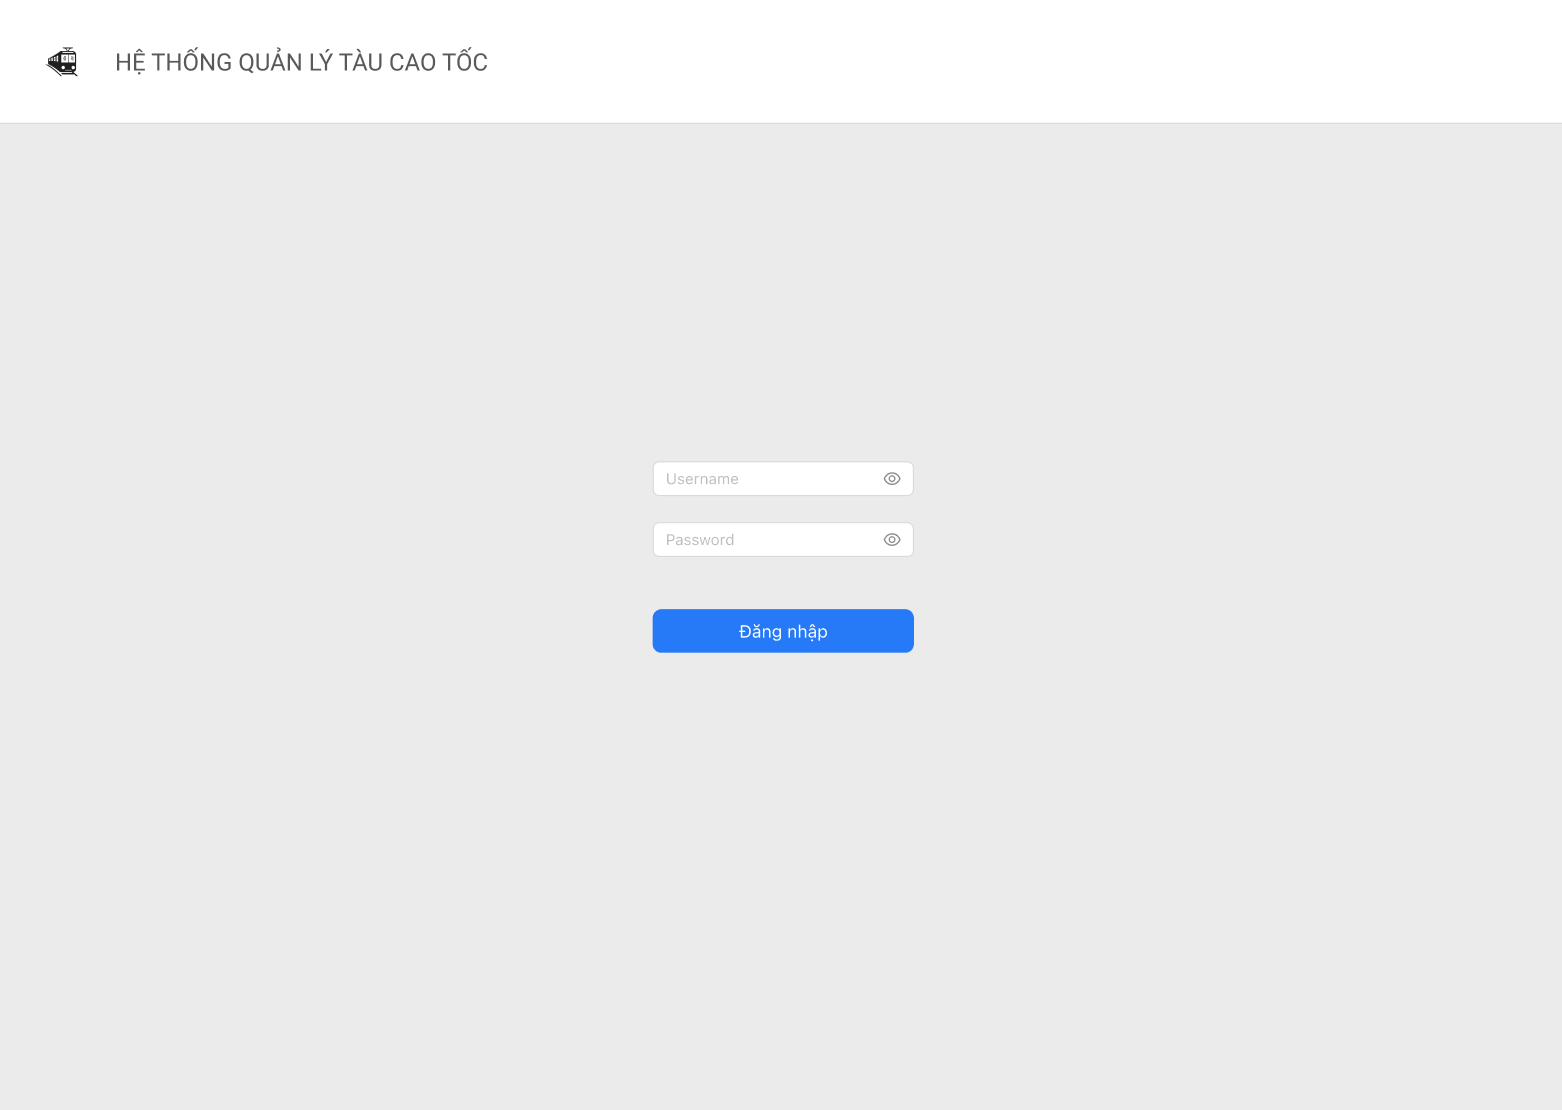 HỆ THỐNG QUẢN LÝ TÀU CAO TỐC
Username
Password
Đăng nhập